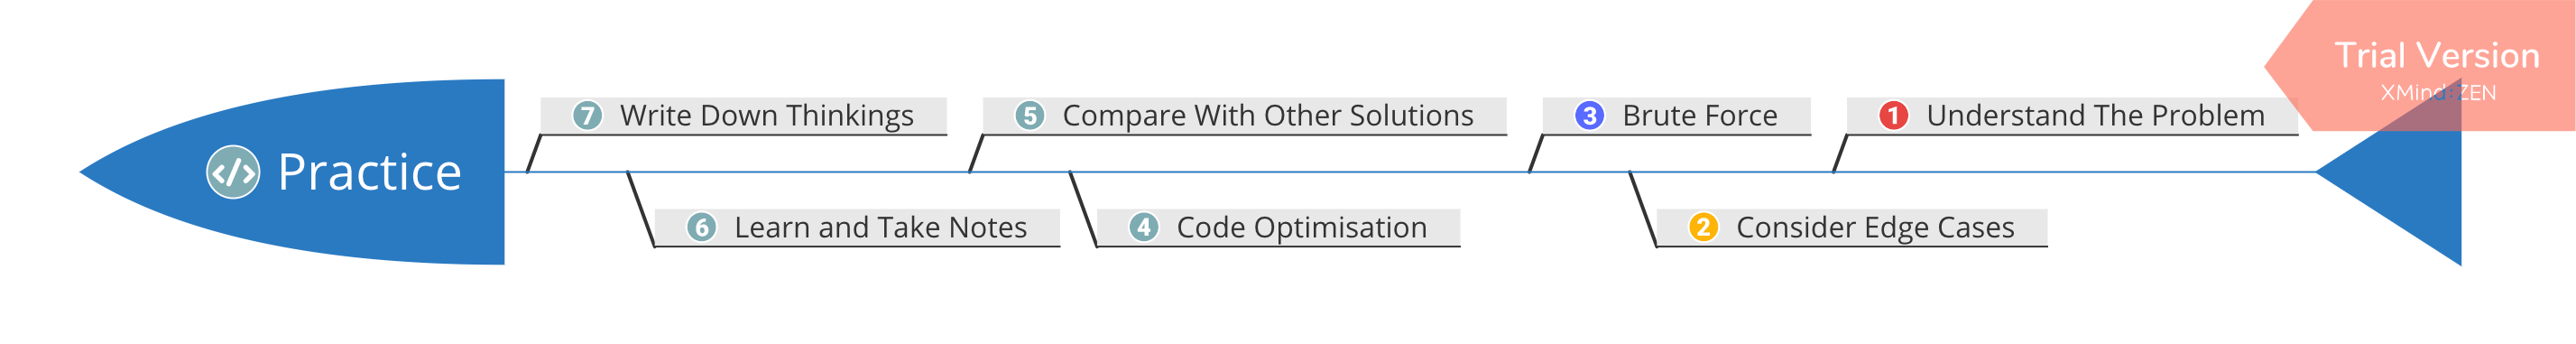 Trial Version
XMind:ZEN
7 Write Down Thinkings
5 Compare With Other Solutions
3 Brute Force
1 Understand The Problem
</> Practice
6 Learn and Take Notes
4 Code Optimisation
2 Consider Edge Cases